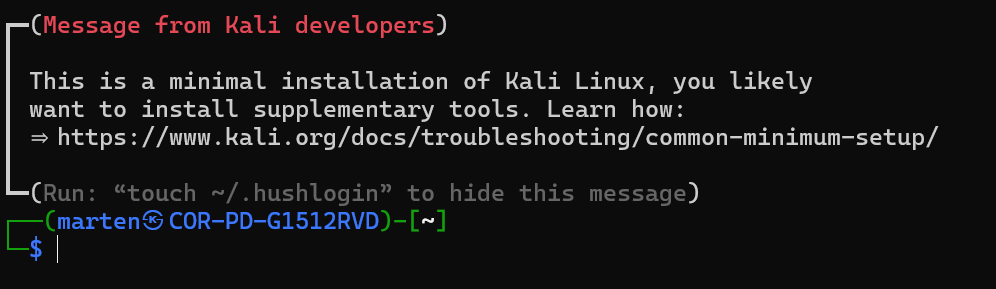 ┌──(Message from Kali developers)
This is a minimal installation of Kali Linux, you likely
want to install supplementary tools. Learn how:
⇒ https://www.kali.org/docs/troubleshooting/common-minimum-setup/
└──(Run: “touch ~/.hushlogin” to hide this message)
┌──(marten㉿COR-PD-G1512RVD)-[~]
└─$